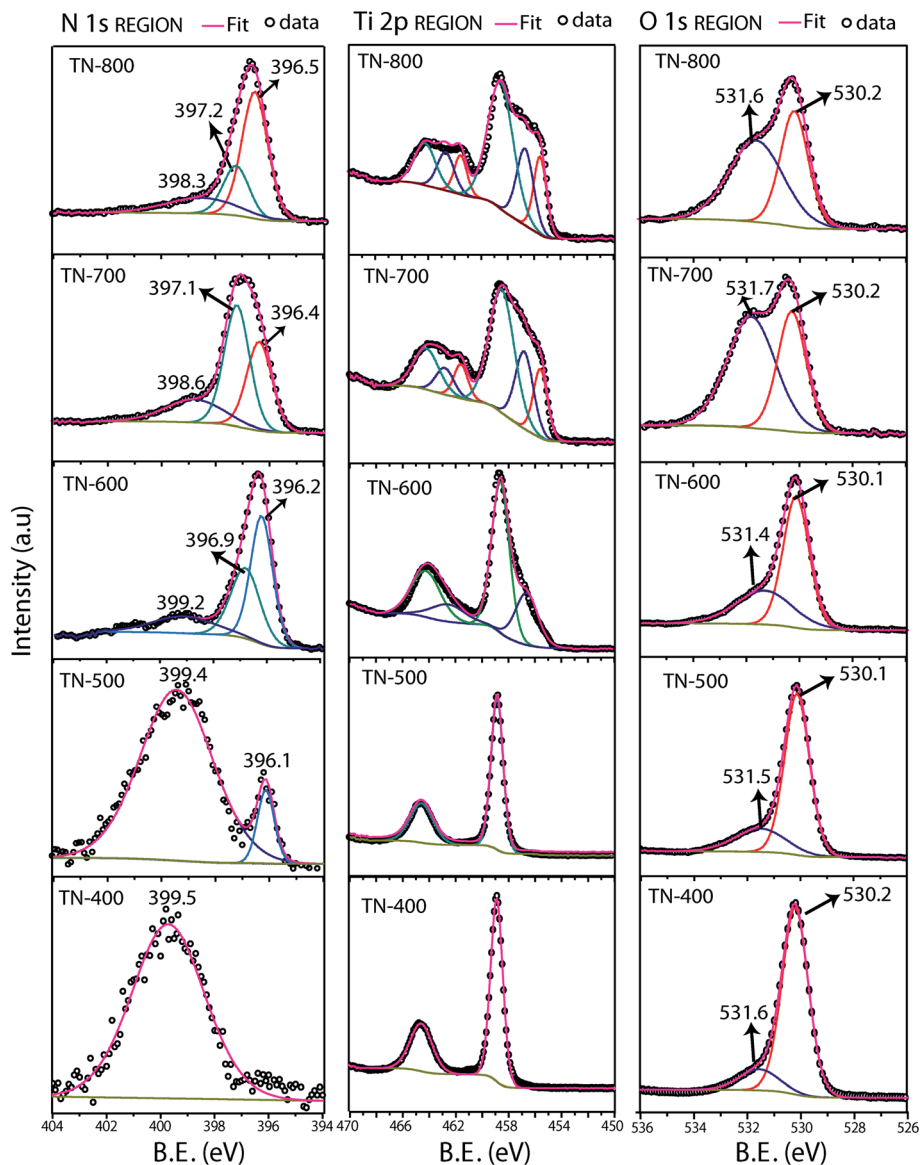 N 1s REGION — Fit o data
Ti 2p REGION — Fit o data
O 1s REGION — Fit o data
TN-800
396.5
397.2
398.3
TN-800
TN-800
531.6
530.2
TN-700
397.1
396.4
398.6
TN-700
TN-700
531.7
530.2
TN-600
396.2
396.9
399.2
TN-600
TN-600
530.1
531.4
TN-500
399.4
396.1
TN-500
TN-500
530.1
531.5
TN-400
399.5
TN-400
TN-400
530.2
531.6
Intensity (a.u)
404 402 400 398 396 394
470 466 462 458 454 450
536 534 532 530 528 526
B.E. (eV)
B.E. (eV)
B.E. (eV)